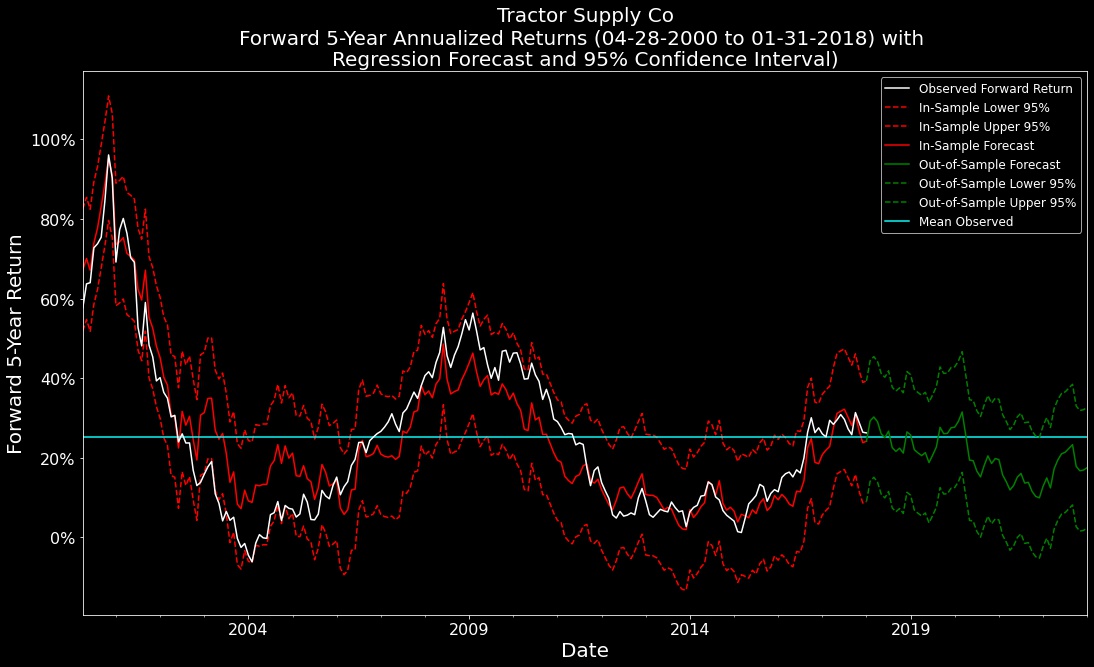 Tractor Supply Co
Forward 5-Year Annualized Returns (04-28-2000 to 01-31-2018) with
Regression Forecast and 95% Confidence Interval)
Observed Forward Return
In-Sample Lower 95%
In-Sample Upper 95%
In-Sample Forecast
Out-of-Sample Forecast
Out-of-Sample Lower 95%
Out-of-Sample Upper 95%
Mean Observed
Forward 5-Year Return
100%
80%
60%
40%
20%
0%
2004
2009
2014
2019
Date